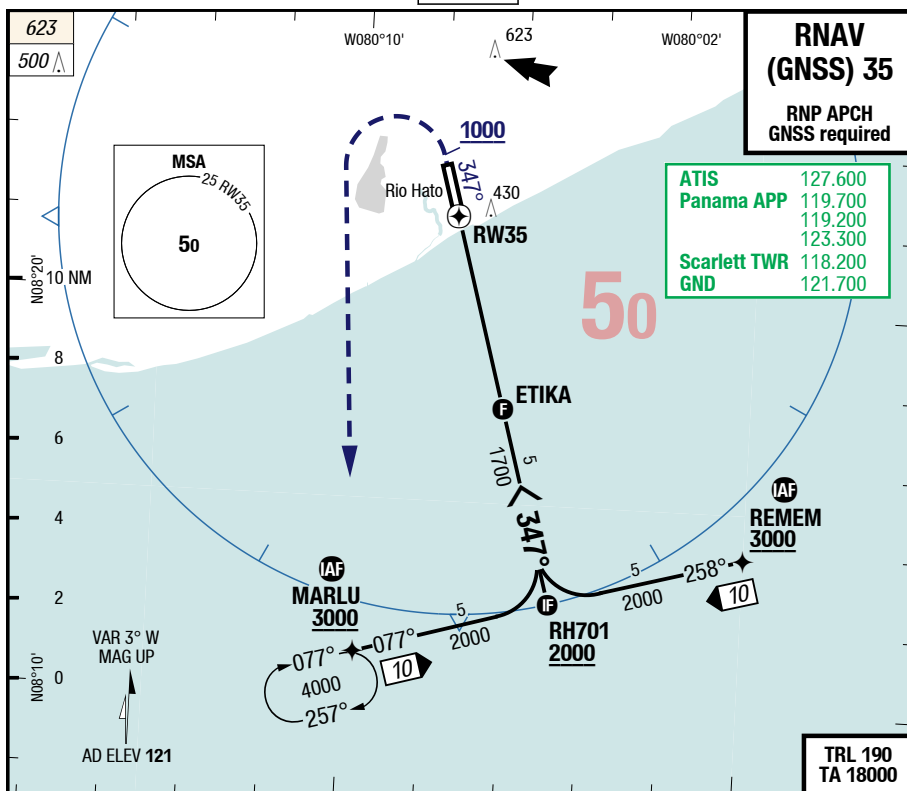 623
500
W080°10'
623
W080°02'
RNAV
(GNSS) 35
RNP APCH
GNSS required
MSA
25 RW35
50
1000
347°
Rio Hato
430
RW35
ATIS 127.600
Panama APP 119.700
119.200
123.300
Scarlett TWR 118.200
GND 121.700
N08°20'
10 NM
50
8
F
ETIKA
6
1700
5
4
347°
IAF
REMEM
3000
IAF
MARLU
3000
5
258°
2000
10
2
5
2000
IF
RH701
2000
VAR 3° W
MAG UP
077°
077°
10
N08°10'
0
4000
257°
AD ELEV 121
TRL 190
TA 18000